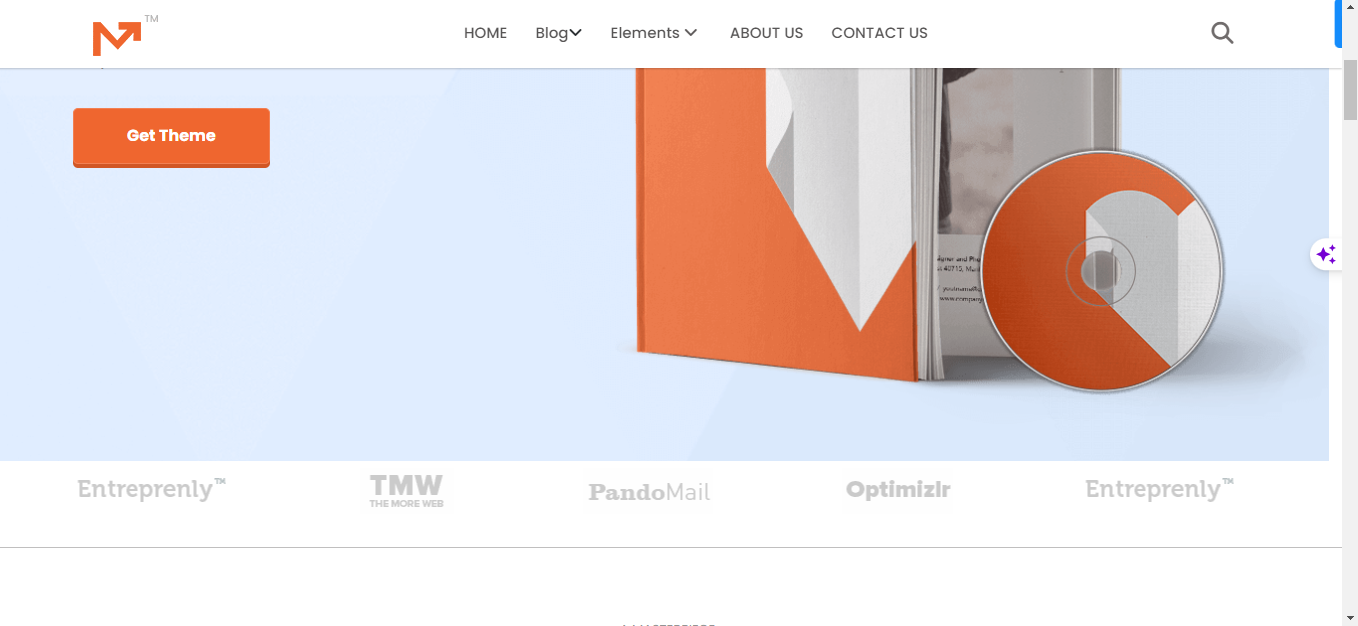 TM
HOME
Blog
Elements
ABOUT US
CONTACT US
Get Theme
Entreprenly™
TMW
THE MORE WEB
PandoMail
Optimizlr
Entreprenly™